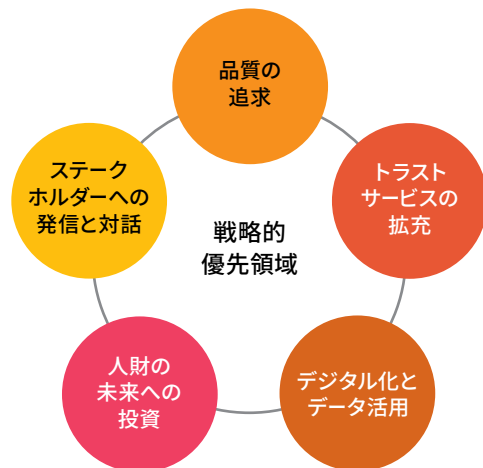 品質の
追求
トラスト
サービスの
拡充
デジタル化と
データ活用
人財の
未来への
投資
ステーク
ホルダーへの
発信と対話
戦略的
優先領域